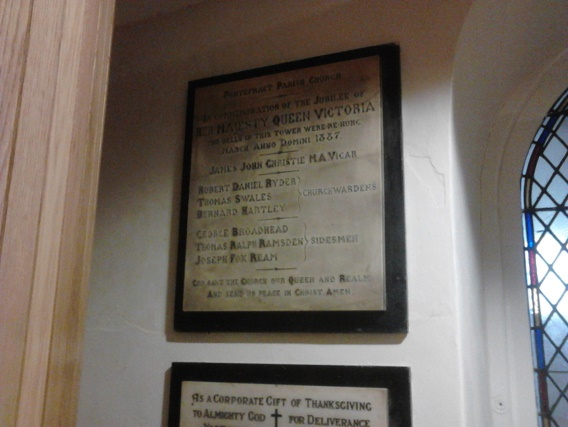 Pontefract Parish Church
In Commemoration of the Jubilee of
Her Majesty Queen Victoria
the bells in this tower were re-hung
March Anno Domini 1887
James John Christie M.A. Vicar
Robert Daniel Ryder
Thomas Swales
Bernard Hartley
Churchwardens
George Broadhead
Thomas Ralph Ramsden
Joseph Fox Ream
Sidesmen
God save the Church our Queen and Realm
And send us peace in Christ Amen
As a Corporate Gift of Thanksgiving
to Almighty God for Deliverance